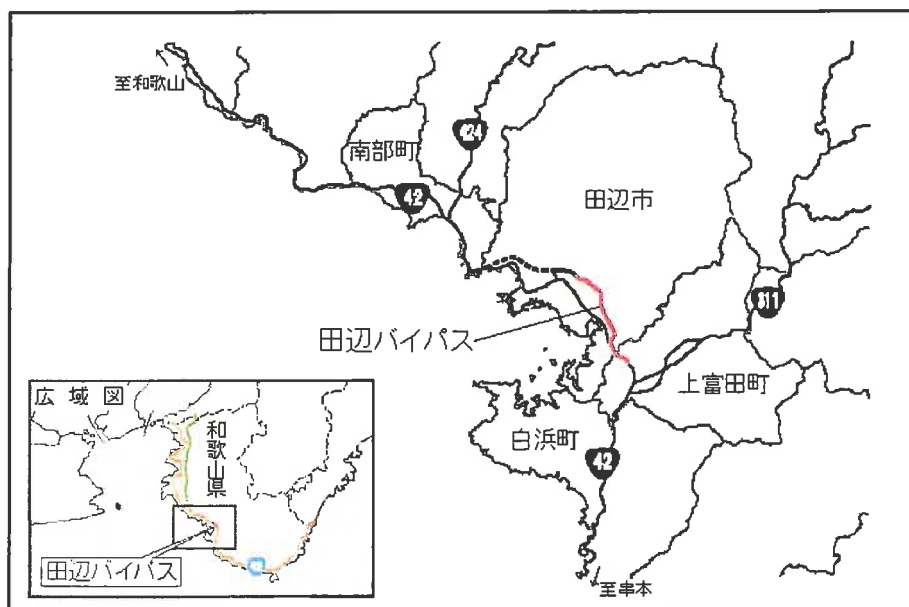 至和歌山
南部町
424
42
田辺市
311
田辺バイパス
上富田町
白浜町
42
至串本
広域図
和歌山県
田辺バイパス